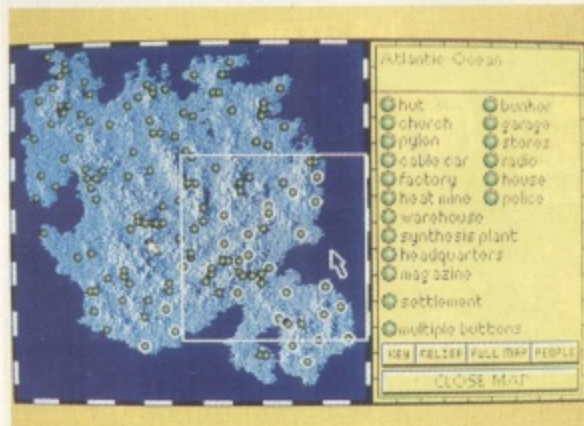 Atlantic Ocean
hut
bunker
church
garage
pylon
stores
cable car
radio
factory
house
heat mine
police
warehouse
synthesis plant
headquarters
magazine
settlement
multiple buttons
KEY
RELIEF
FULL MAP
PEOPLE
CLOSE MAP